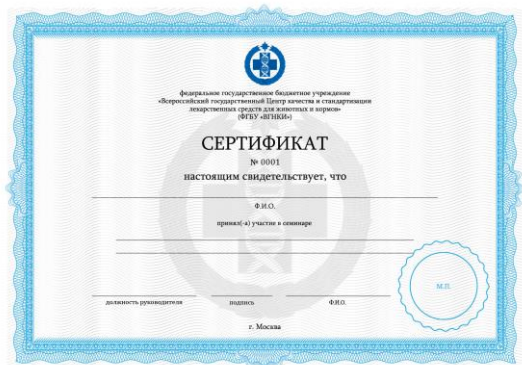 федеральное государственное бюджетное учреждение
«Всероссийский государственный Центр качества и стандартизации
лекарственных средств для животных и кормов»
(ФГБУ «ВГНКИ»)
СЕРТИФИКАТ
№ 0001
настоящим свидетельствует, что
Ф.И.О.
принял(-а) участие в семинаре
М.П.
должность руководителя подпись Ф.И.О.
г. Москва